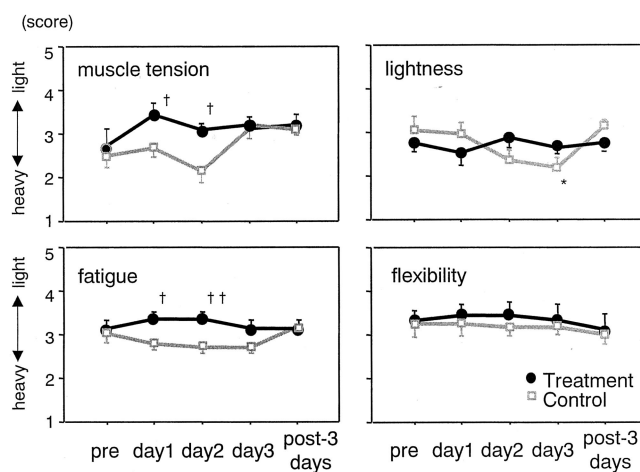 (score)
5
4
3
2
1
heavy
light
muscle tension
†
†
lightness
*
5
4
3
2
1
heavy
light
fatigue
†
††
flexibility
Treatment
Control
pre day1 day2 day3 post-3 days
pre day1 day2 day3 post-3 days